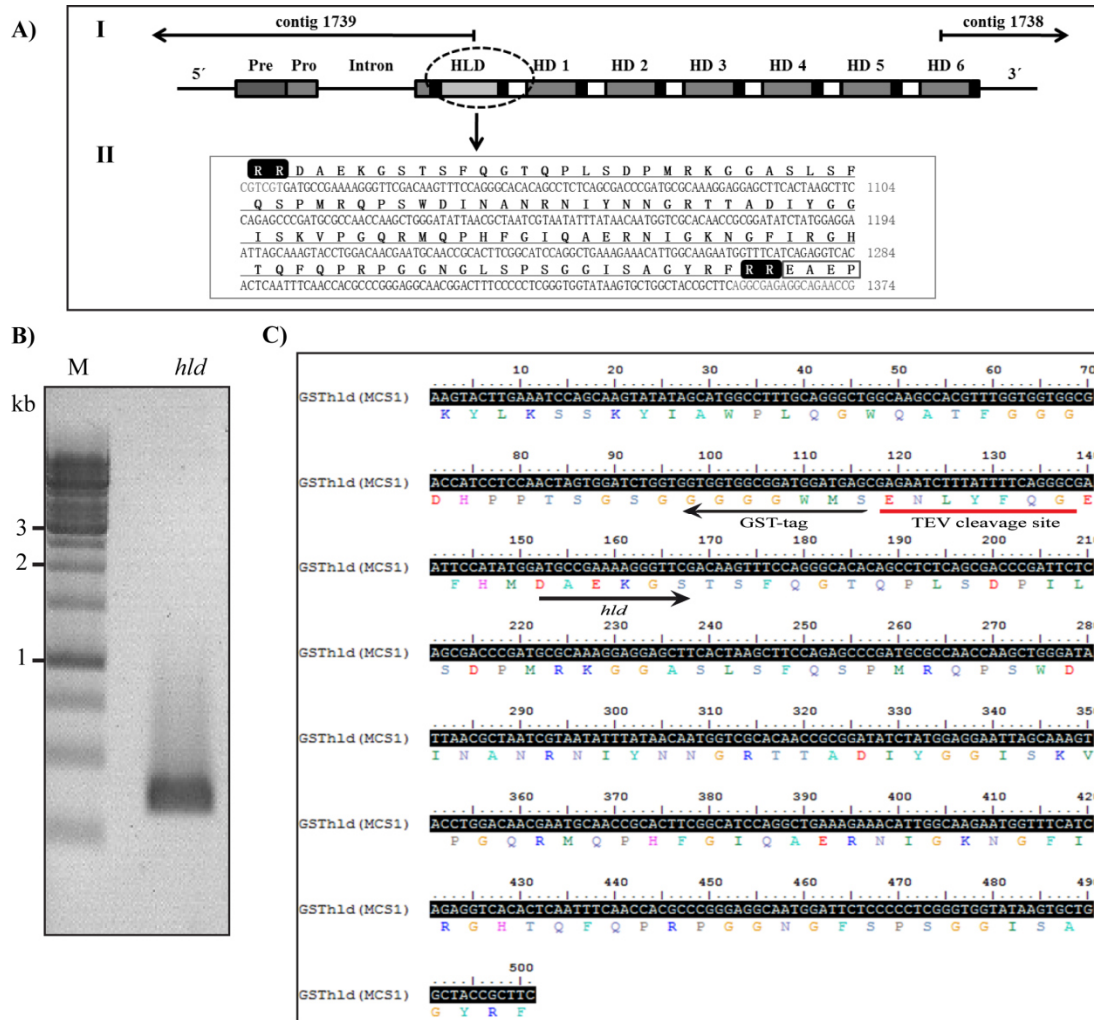 A)
I
contig 1739
contig 1738
Pre Pro Intron HLD HD 1 HD 2 HD 3 HD 4 HD 5 HD 6
5´ 3´
II
R R D A E K G S T S F Q G T Q P L S D P M R K G G A S L S F
CGTCGTGATGCCGAAAAGGGTTCGACAAGTTTCCAGGGCACACAGCCTCTCAGCGACCCGATGCGCAAAGGAGGAGCTTCACTAAGCTTC 1104
Q S P M R Q P S W D I N A N R N I Y N N G R T T A D I Y G G
CAGAGCCCGATGCGCCAACCAAGCTGGGATATTAACGCTAATCGTAATATTTATAACAATGGTCGCACAACCGCGGATATCTATGGAGGA 1194
I S K V P G Q R M Q P H F G I Q A E R N I G K N G F I R G H
ATTAGCAAAGTACCTGGACAACGAATGCAACCGCACTTCGGCATCCAGGCTGAAAGAAACATTGGCAAGAATGGTTTCATCAGAGGTCAC 1284
T Q F Q P R P G G N G L S P S G G I S A G Y R F R R E A E P
ACTCAATTTCAACCACGCCCGGGAGGCAACGGACTTTCCCCCTCGGGTGGTATAAGTGCTGGCTACCGCTTCAGGCGAGAGGCAGAACCG 1374
B)
M hld
kb
3
2
1
C)
10 20 30 40 50 60 70
GSThld(MCS1) AAGTACTTGAAATCCAGCAAGTATATAGCATGGCCTTTGCAGGGCTGGCAAGCCACGTTTGGTGGTGGCG
K Y L K S S K Y I A W P L Q G W Q A T F G G G
80 90 100 110 120 130 140
GSThld(MCS1) ACCATCCTCCAACTAGTGGATCTGGTGGTGGTGGCGGATGGATGAGCGAGAATCTTTATTTTCAGGGCGA
D H P P T S G S G G G G G W M S E N L Y F Q G E
GST-tag TEV cleavage site
150 160 170 180 190 200 210
GSThld(MCS1) ATTCCATATGGATGCCGAAAAGGGTTCGACAAGTTTCCAGGGCACACAGCCTCTCAGCGACCCGATTCTC
F H M D A E K G S T S F Q G T Q P L S D P I L
hld
220 230 240 250 260 270 280
GSThld(MCS1) AGCGACCCGATGCGCAAAGGAGGAGCTTCACTAAGCTTCCAGAGCCCGATGCGCCAACCAAGCTGGGATA
S D P M R K G G A S L S F Q S P M R Q P S W D
290 300 310 320 330 340 350
GSThld(MCS1) TTAACGCTAATCGTAATATTTATAACAATGGTCGCACAACCGCGGATATCTATGGAGGAATTAGCAAAGT
I N A N R N I Y N N G R T T A D I Y G G I S K V
360 370 380 390 400 410 420
GSThld(MCS1) ACCTGGACAACGAATGCAACCGCACTTCGGCATCCAGGCTGAAAGAAACATTGGCAAGAATGGTTTCATC
P G Q R M Q P H F G I Q A E R N I G K N G F I
430 440 450 460 470 480 490
GSThld(MCS1) AGAGGTCACACTCAATTTCAACCACGCCCGGGAGGCAATGGATTCTCCCCCTCGGGTGGTATAAGTGCTG
R G H T Q F Q P R P G G N G F S P S G G I S A
500
GSThld(MCS1) GCTACCGCTTC
G Y R F